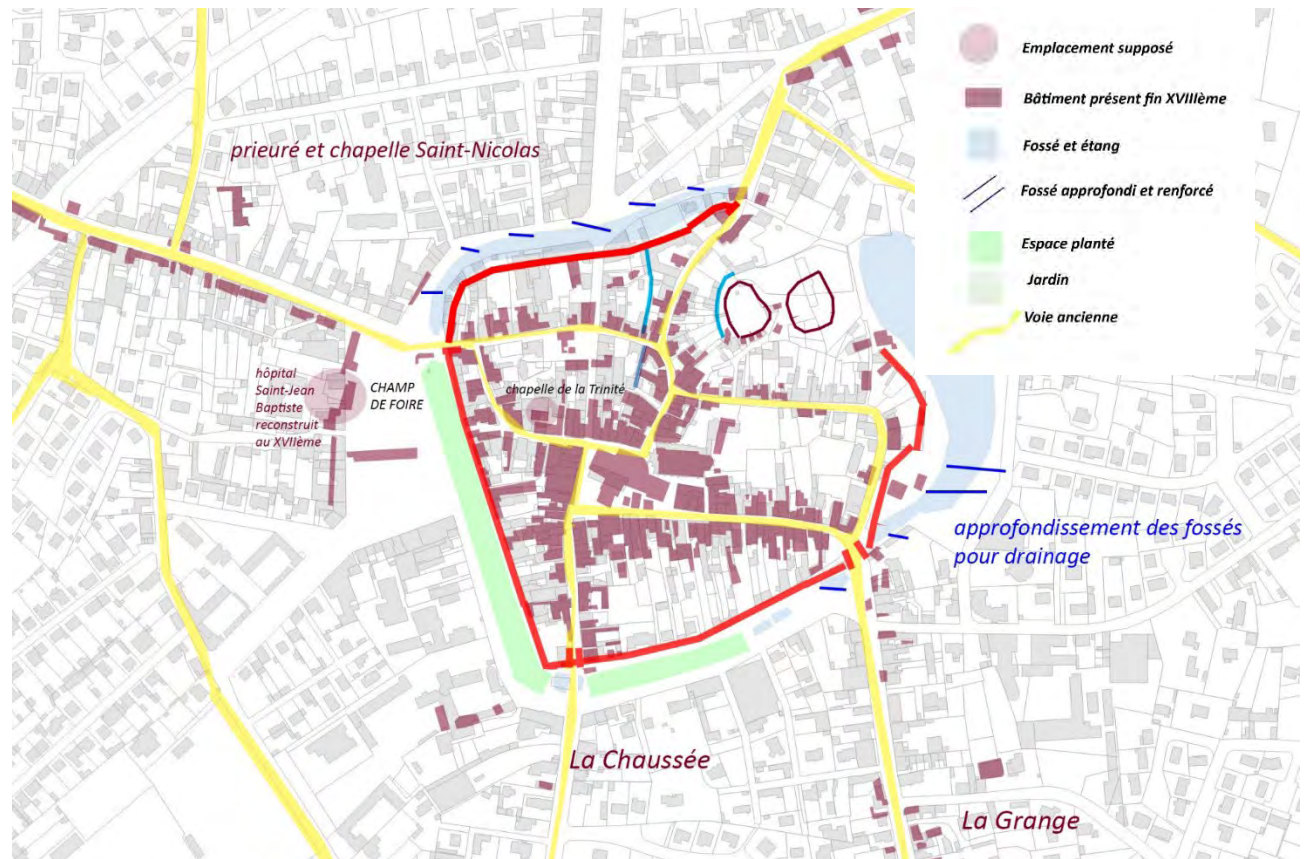 Emplacement supposé
Bâtiment présent fin XVIIIème
Fossé et étang
Fossé approfondi et renforcé
Espace planté
Jardin
Voie ancienne
prieuré et chapelle Saint-Nicolas
hôpital
Saint-Jean
Baptiste
reconstruit
au XVIIème
CHAMP
DE FOIRE
chapelle de la Trinité
approfondissement des fossés
pour drainage
La Chaussée
La Grange